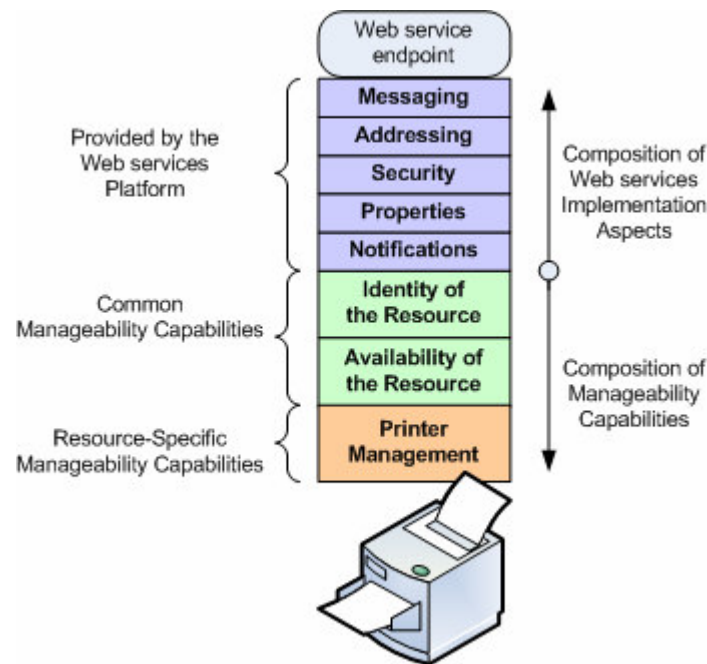 Web service
endpoint
Messaging
Addressing
Security
Properties
Notifications
Identity of
the Resource
Availability of
the Resource
Printer
Management
Provided by the
Web services
Platform
Common
Manageability Capabilities
Resource-Specific
Manageability Capabilities
Composition of
Web services
Implementation
Aspects
Composition of
Manageability
Capabilities